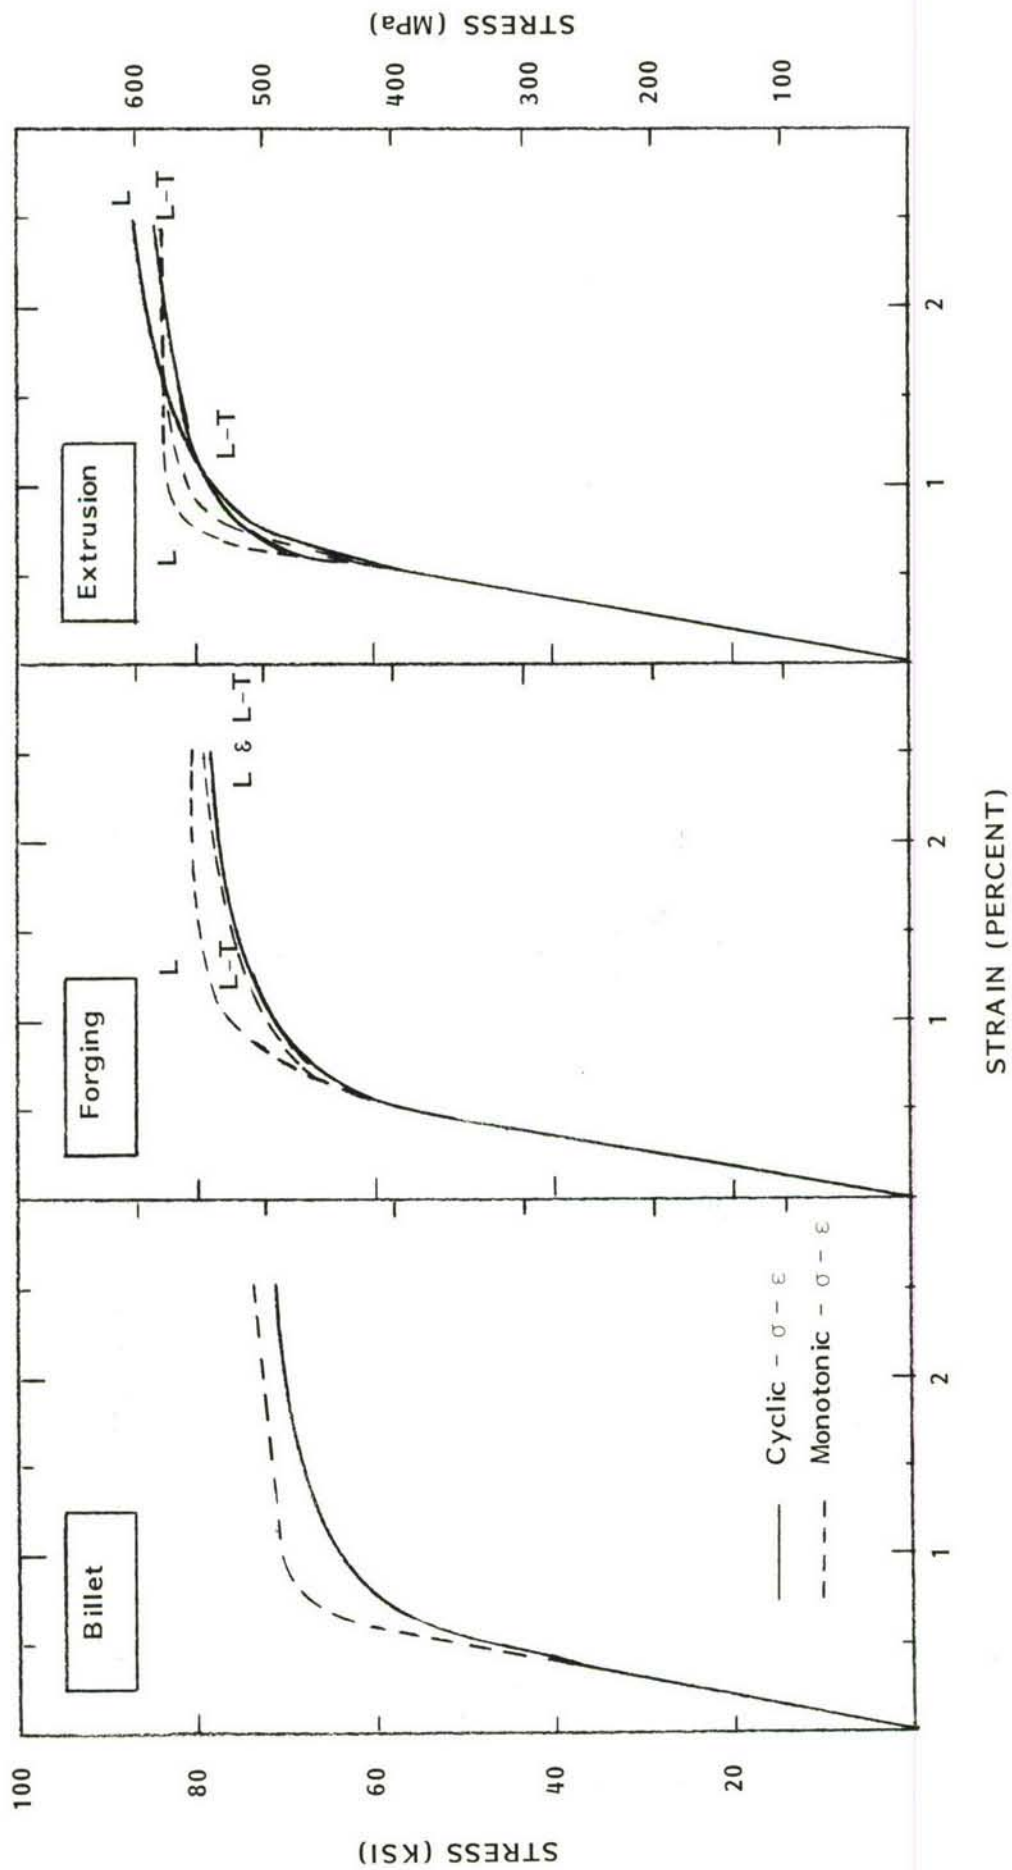 Billet
Forging
Extrusion
STRESS (KSI)
100
80
60
40
20
STRESS (MPa)
600
500
400
300
200
100
L
L-T
L & L-T
L
L-T
L
L-T
L-T
—— Cyclic - σ - ε
--- Monotonic - σ - ε
1
2
1
2
1
2
STRAIN (PERCENT)